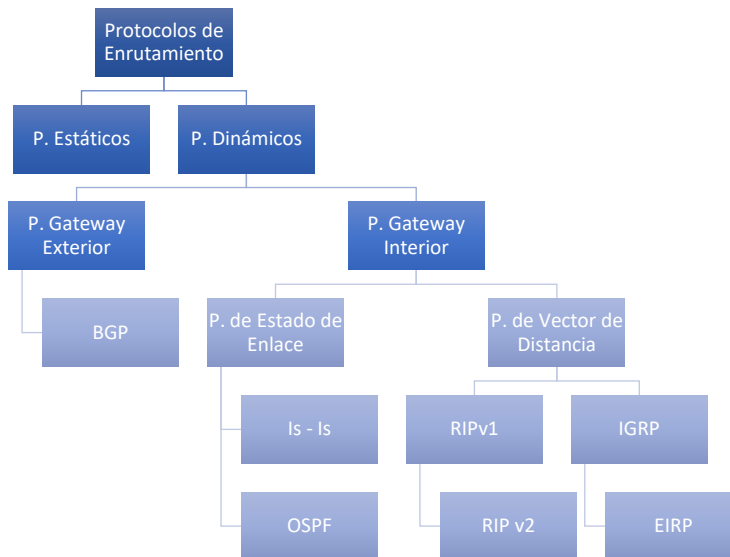 Protocolos de
Enrutamiento
P. Estáticos
P. Dinámicos
P. Gateway
Exterior
P. Gateway
Interior
BGP
P. de Estado de
Enlace
P. de Vector de
Distancia
Is - Is
RIPv1
IGRP
OSPF
RIP v2
EIRP